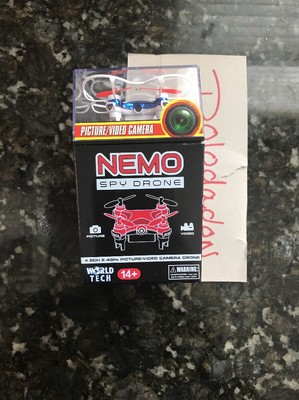 PICTURE/VIDEO CAMERA
NEMO
SPY DRONE
PICTURE
VIDEO
4.5CH 2.4GHz PICTURE/VIDEO CAMERA DRONE
WORLD
TECH
14+
WARNING